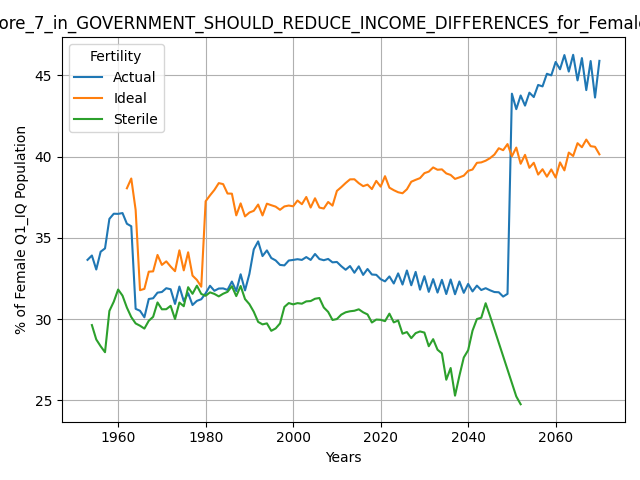 ore_7_in_GOVERNMENT_SHOULD_REDUCE_INCOME_DIFFERENCES_for_Female
Fertility
Actual
Ideal
Sterile
45
40
35
30
25
% of Female Q1_IQ Population
1960 1980 2000 2020 2040 2060
Years